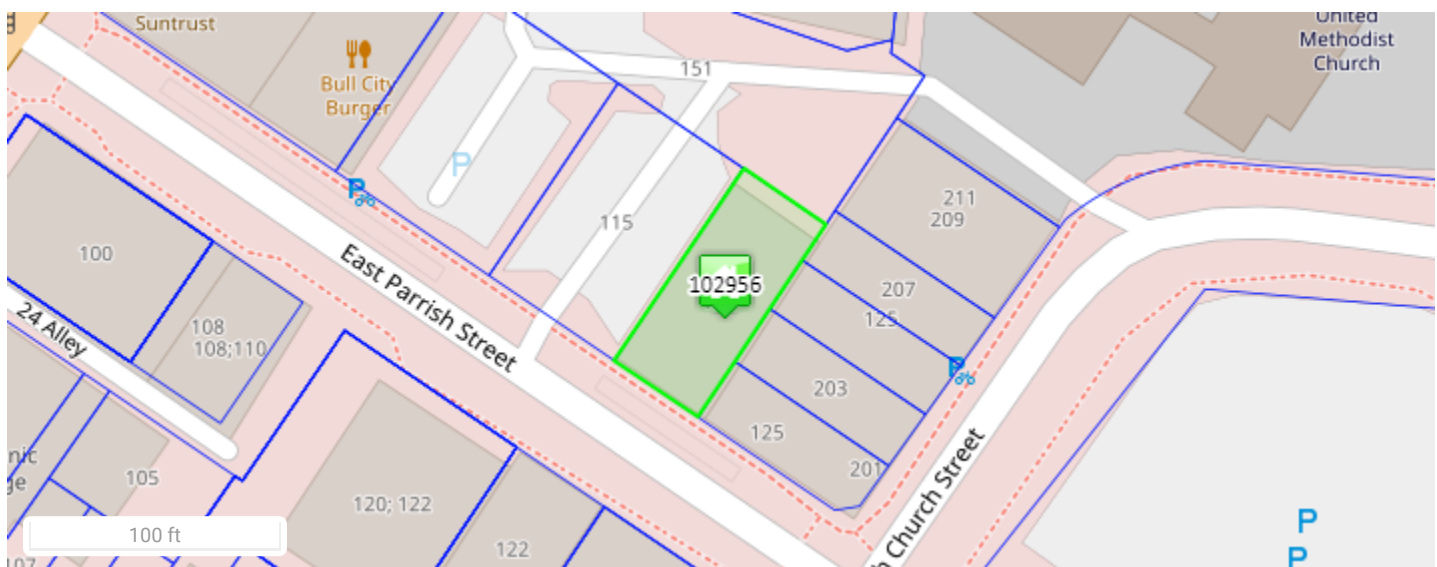 Suntrust
Bull City
Burger
United
Methodist
Church
151
P
P
115
211
209
100
East Parrish Street
102956
207
125
24 Alley
108
108;110
P
203
125
201
105
120; 122
Church Street
100 ft
122
P
P
107